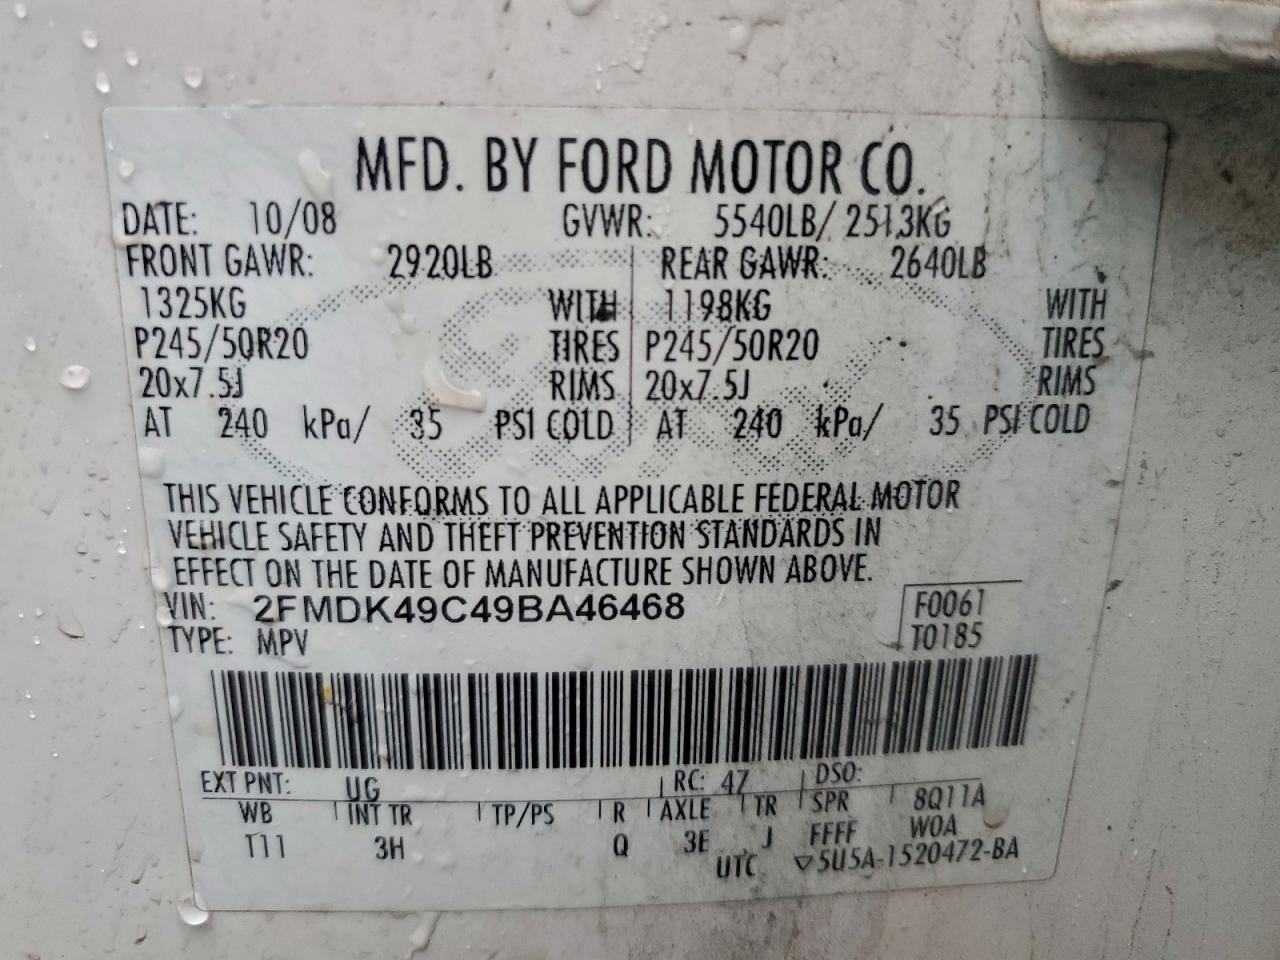 MFD. BY FORD MOTOR CO.
DATE: 10/08 GVWR: 5540LB/ 2513KG
FRONT GAWR: 2920LB REAR GAWR: 2640LB
1325KG WITH 1198KG WITH
P245/50R20 TIRES P245/50R20 TIRES
20x7.5J RIMS 20x7.5J RIMS
AT 240 kPa/ 35 PSI COLD AT 240 kPa/ 35 PSI COLD
THIS VEHICLE CONFORMS TO ALL APPLICABLE FEDERAL MOTOR
VEHICLE SAFETY AND THEFT PREVENTION STANDARDS IN
EFFECT ON THE DATE OF MANUFACTURE SHOWN ABOVE.
VIN: 2FMDK49C49BA46468 F0061
TYPE: MPV T0185
EXT PNT: UG RC: 47 DSO:
WB INT TR TP/PS R AXLE TR SPR 8Q11A
T11 3H Q 3E J FFFF W0A
UTC ▽5U5A-1520472-BA